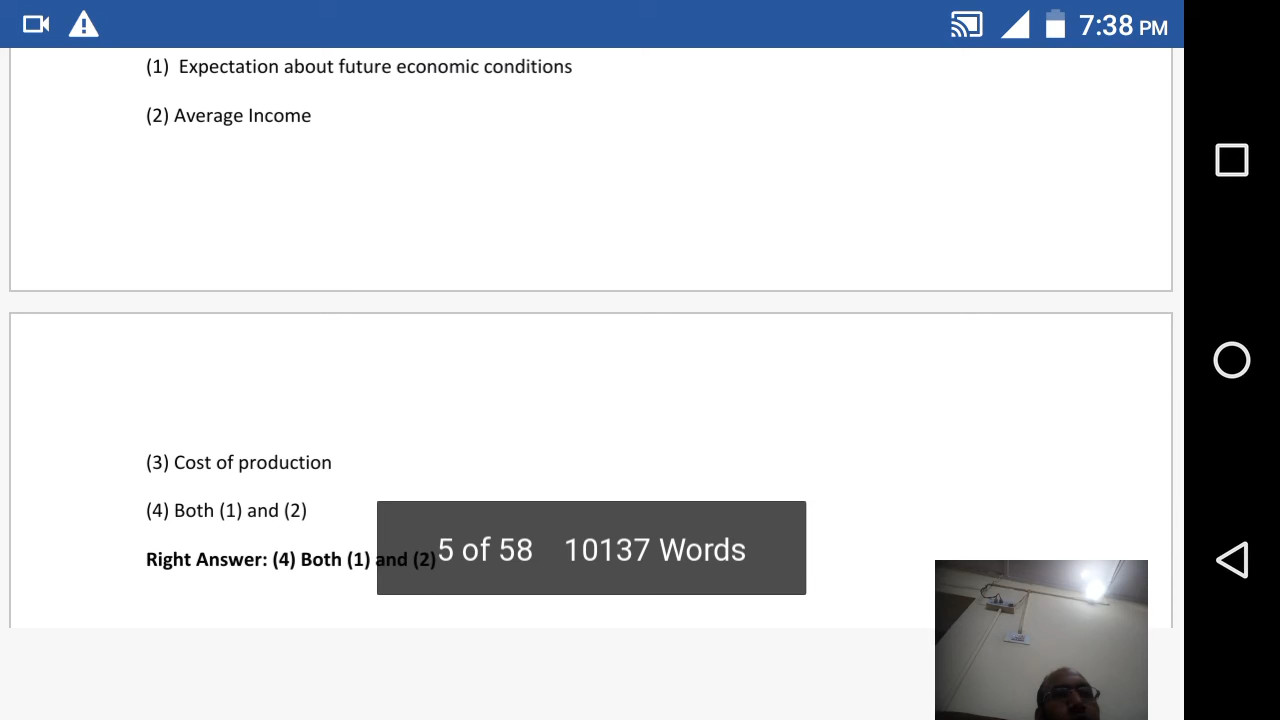 7:38 PM
(1) Expectation about future economic conditions
(2) Average Income
(3) Cost of production
(4) Both (1) and (2)
Right Answer: (4) Both (1) and (2)
5 of 58 10137 Words